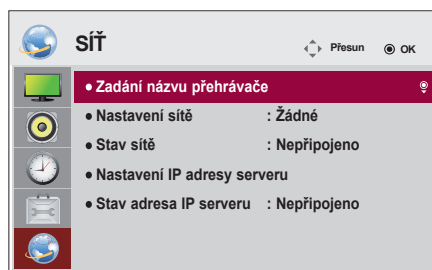 SÍŤ
Přesun OK
Zadání názvu přehrávače
Nastavení sítě : Žádné
Stav sítě : Nepřipojeno
Nastavení IP adresy serveru
Stav adresa IP serveru : Nepřipojeno